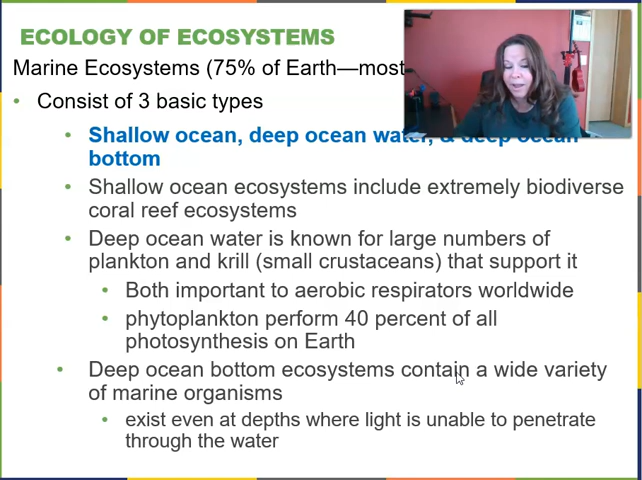 ECOLOGY OF ECOSYSTEMS
Marine Ecosystems (75% of Earth—most
• Consist of 3 basic types
• Shallow ocean, deep ocean water, & deep ocean
bottom
• Shallow ocean ecosystems include extremely biodiverse
coral reef ecosystems
• Deep ocean water is known for large numbers of
plankton and krill (small crustaceans) that support it
• Both important to aerobic respirators worldwide
• phytoplankton perform 40 percent of all
photosynthesis on Earth
• Deep ocean bottom ecosystems contain a wide variety
of marine organisms
• exist even at depths where light is unable to penetrate
through the water